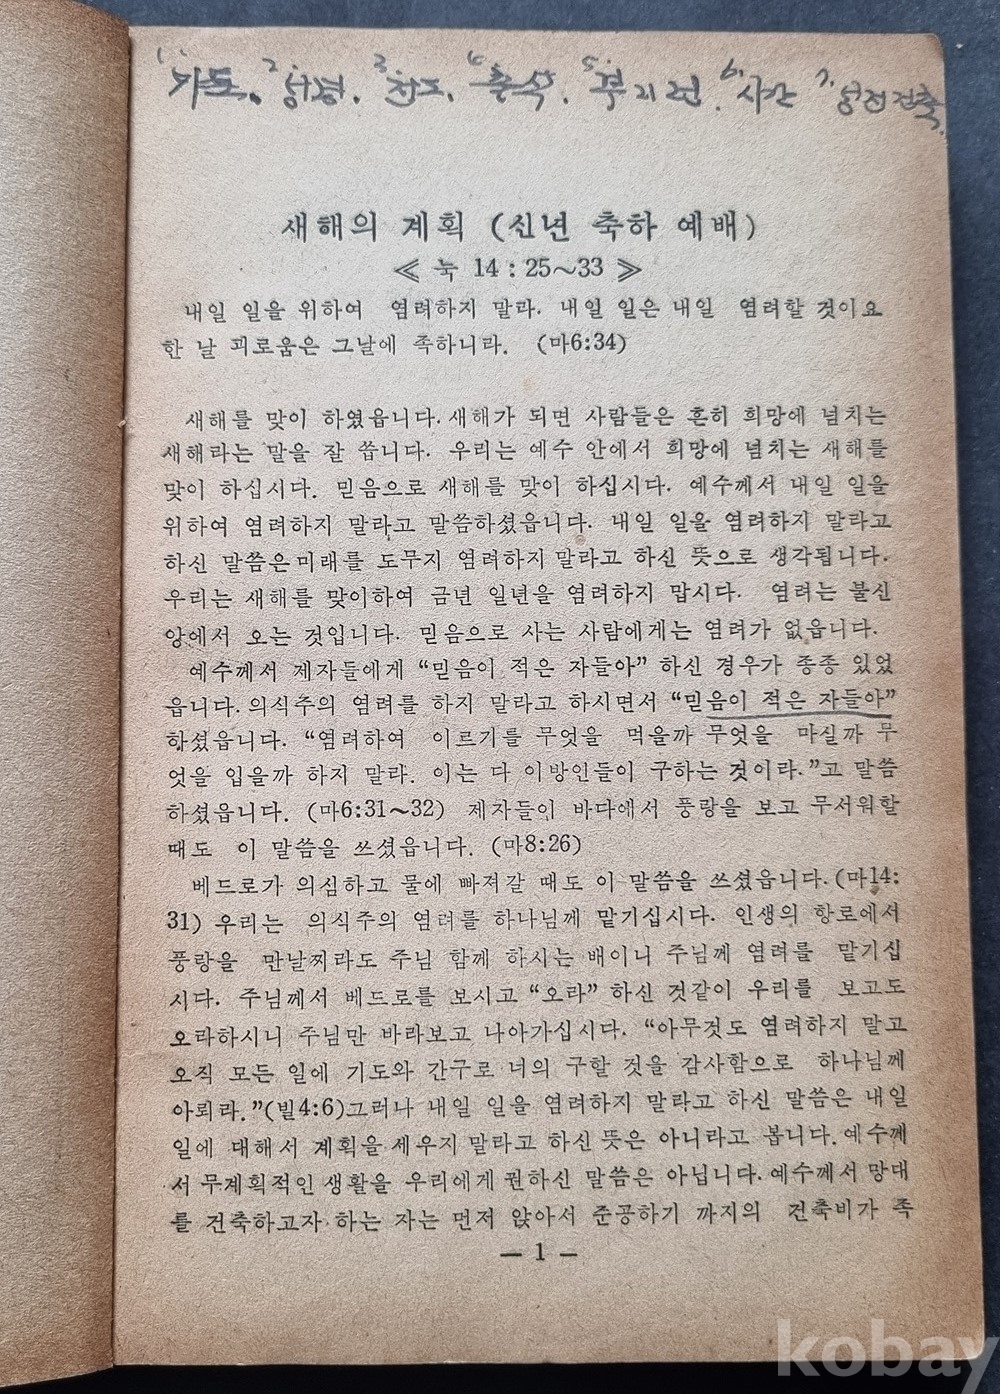 1. 기도. 2. 성경. 3. 전도. 4. 출석. 5. 6. 시간 7. 성전건축.
새해의 계획 (신년 축하 예배)
≪ 눅 14 : 25~33 ≫
내일 일을 위하여 염려하지 말라. 내일 일은 내일 염려할 것이요
한 날 괴로움은 그날에 족하니라. (마6:34)
새해를 맞이 하였읍니다. 새해가 되면 사람들은 흔히 희망에 넘치는
새해라는 말을 잘 씁니다. 우리는 예수 안에서 희망에 넘치는 새해를
맞이 하십시다. 믿음으로 새해를 맞이 하십시다. 예수께서 내일 일을
위하여 염려하지 말라고 말씀하셨읍니다. 내일 일을 염려하지 말라고
하신 말씀은 미래를 도무지 염려하지 말라고 하신 뜻으로 생각됩니다.
우리는 새해를 맞이하여 금년 일년을 염려하지 맙시다. 염려는 불신
앙에서 오는 것입니다. 믿음으로 사는 사람에게는 염려가 없읍니다.
예수께서 제자들에게 “믿음이 적은 자들아” 하신 경우가 종종 있었
읍니다. 의식주의 염려를 하지 말라고 하시면서 “믿음이 적은 자들아”
하셨읍니다. “염려하여 이르기를 무엇을 먹을까 무엇을 마실까 무
엇을 입을까 하지 말라. 이는 다 이방인들이 구하는 것이라.”고 말씀
하셨읍니다. (마6:31~32) 제자들이 바다에서 풍랑을 보고 무서워할
때도 이 말씀을 쓰셨읍니다. (마8:26)
베드로가 의심하고 물에 빠져갈 때도 이 말씀을 쓰셨읍니다. (마14:
31) 우리는 의식주의 염려를 하나님께 맡기십시다. 인생의 항로에서
풍랑을 만날찌라도 주님 함께 하시는 배이니 주님께 염려를 맡기십
시다. 주님께서 베드로를 보시고 “오라” 하신 것같이 우리를 보고도
오라하시니 주님만 바라보고 나아가십시다. “아무것도 염려하지 말고
오직 모든 일에 기도와 간구로 너의 구할 것을 감사함으로 하나님께
아뢰라.”(빌4:6)그러나 내일 일을 염려하지 말라고 하신 말씀은 내일
일에 대해서 계획을 세우지 말라고 하신 뜻은 아니라고 봅니다. 예수께
서 무계획적인 생활을 우리에게 권하신 말씀은 아닙니다. 예수께서 망대
를 건축하고자 하는 자는 먼저 앉아서 준공하기 까지의 건축비가 족
— 1 —
kobay